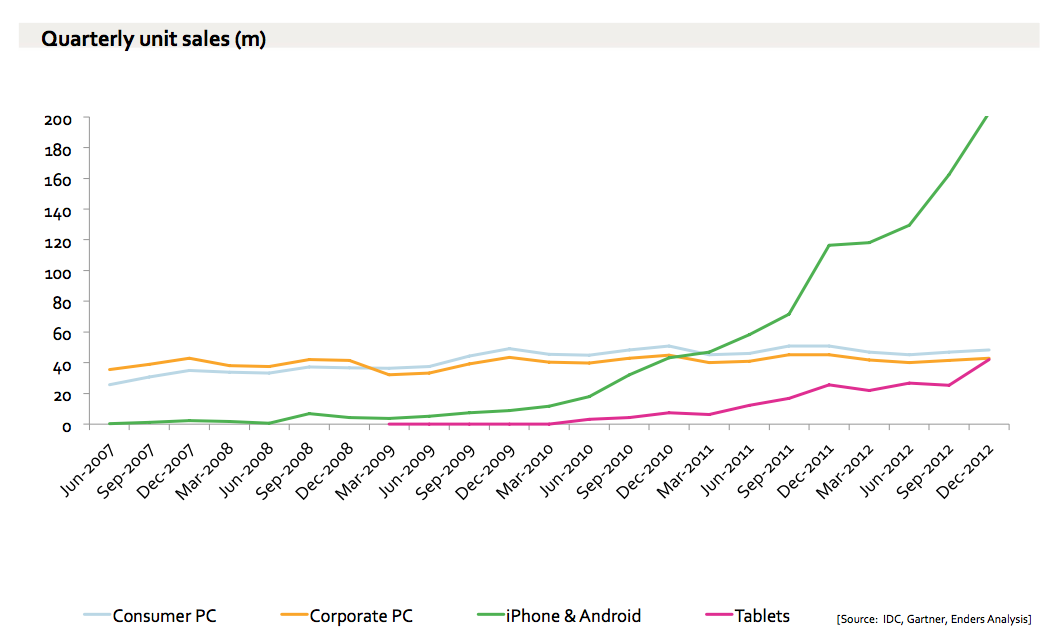 Quarterly unit sales (m)
200
180
160
140
120
100
80
60
40
20
0
Jun-2007
Sep-2007
Dec-2007
Mar-2008
Jun-2008
Sep-2008
Dec-2008
Mar-2009
Jun-2009
Sep-2009
Dec-2009
Mar-2010
Jun-2010
Sep-2010
Dec-2010
Mar-2011
Jun-2011
Sep-2011
Dec-2011
Mar-2012
Jun-2012
Sep-2012
Dec-2012
Consumer PC
Corporate PC
iPhone & Android
Tablets
[Source: IDC, Gartner, Enders Analysis]